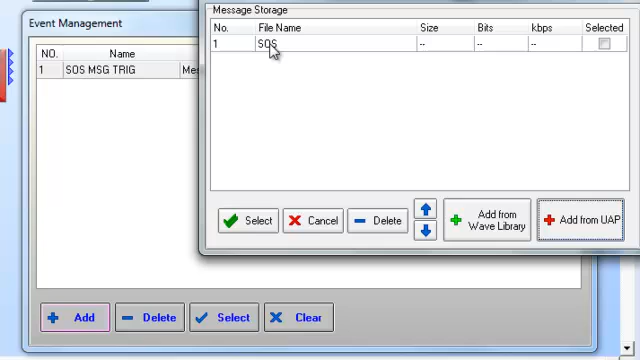 Message Storage
No. File Name Size Bits kbps Selected
1 SOS -- -- --
Select Cancel Delete Add from Wave Library Add from UAP
Event Management
NO. Name
1 SOS MSG TRIG Mes
Add Delete Select Clear